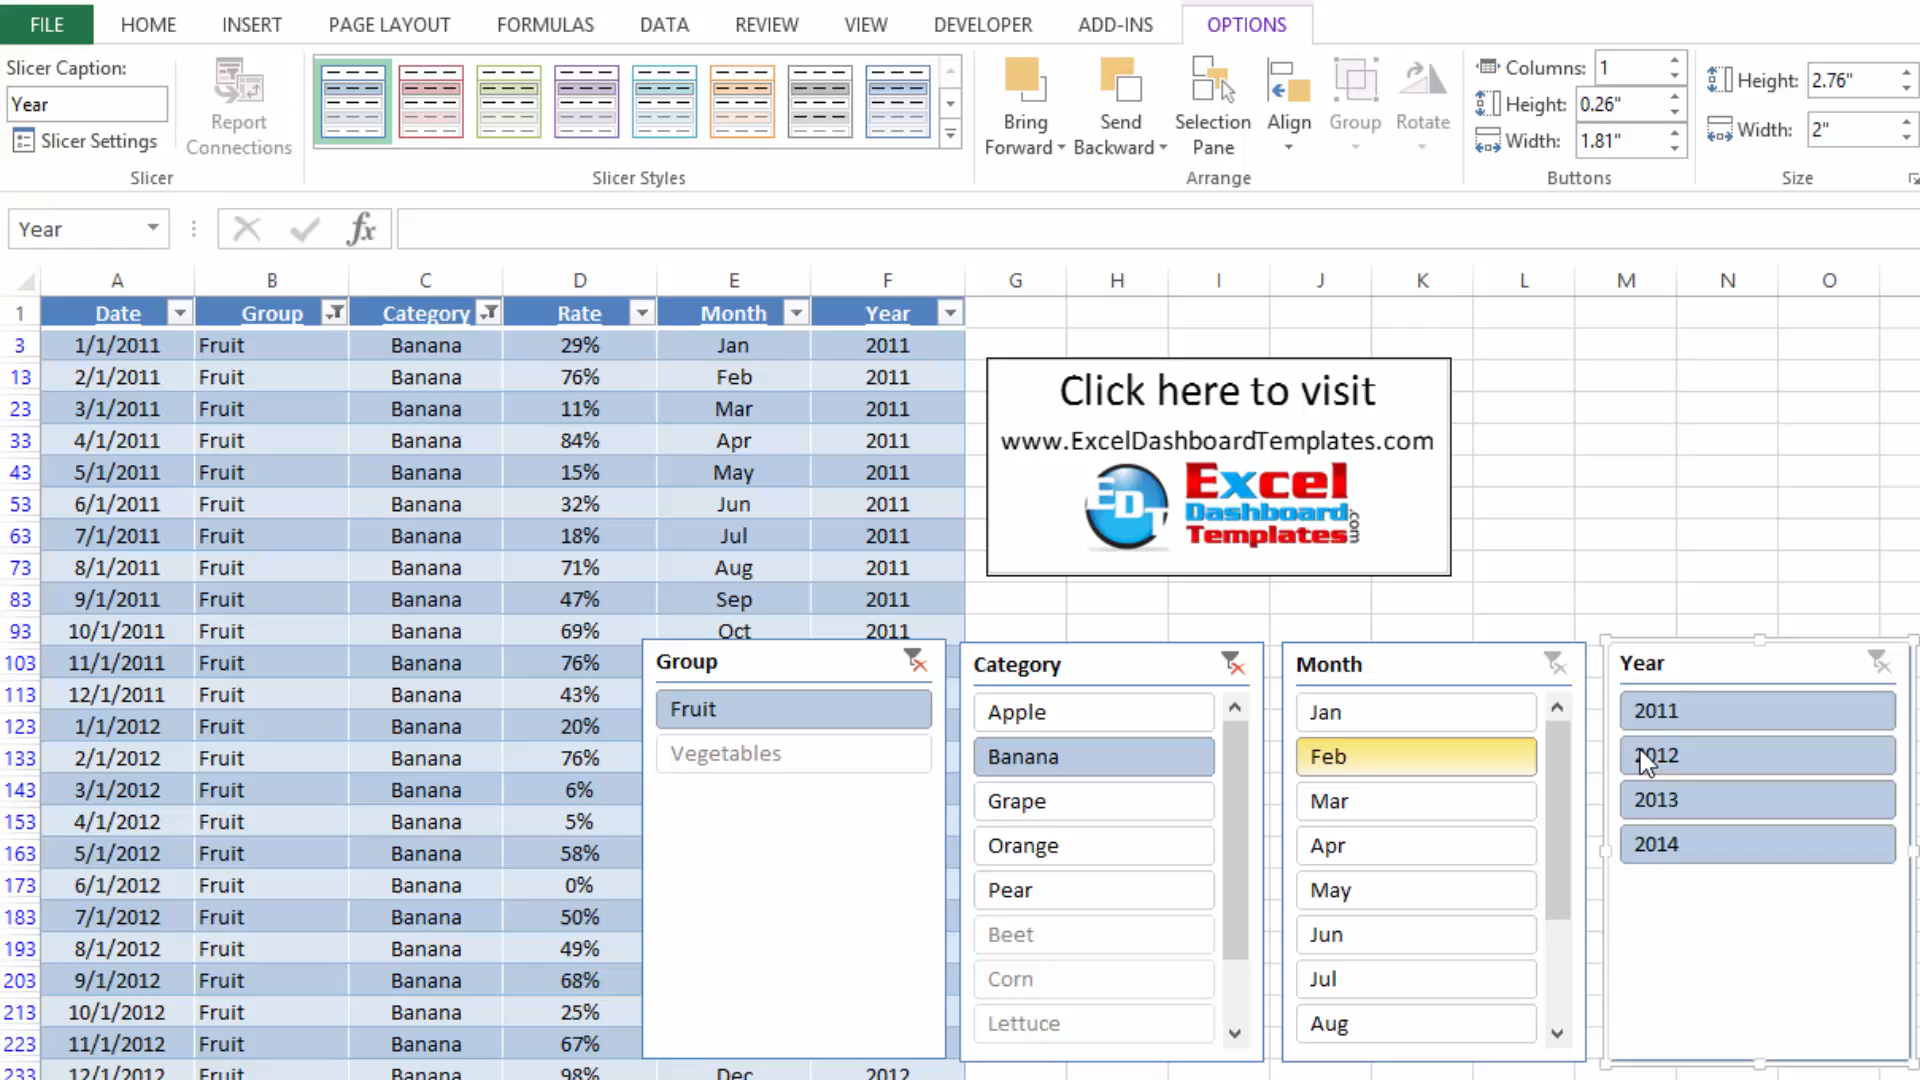 FILE HOME INSERT PAGE LAYOUT FORMULAS DATA REVIEW VIEW DEVELOPER ADD-INS OPTIONS
Slicer Caption:
Year
Slicer Settings
Report
Connections
Slicer
Slicer Styles
Bring
Forward
Send
Backward
Selection
Pane
Align
Group
Rotate
Arrange
Columns: 1
Height: 0.26"
Width: 1.81"
Buttons
Height: 2.76"
Width: 2"
Size
Year fx
A B C D E F G H I J K L M N O
1 Date Group Category Rate Month Year
3 1/1/2011 Fruit Banana 29% Jan 2011
13 2/1/2011 Fruit Banana 76% Feb 2011
23 3/1/2011 Fruit Banana 11% Mar 2011
33 4/1/2011 Fruit Banana 84% Apr 2011
43 5/1/2011 Fruit Banana 15% May 2011
53 6/1/2011 Fruit Banana 32% Jun 2011
63 7/1/2011 Fruit Banana 18% Jul 2011
73 8/1/2011 Fruit Banana 71% Aug 2011
83 9/1/2011 Fruit Banana 47% Sep 2011
93 10/1/2011 Fruit Banana 69% Oct 2011
103 11/1/2011 Fruit Banana 76%
113 12/1/2011 Fruit Banana 43%
123 1/1/2012 Fruit Banana 20%
133 2/1/2012 Fruit Banana 76%
143 3/1/2012 Fruit Banana 6%
153 4/1/2012 Fruit Banana 5%
163 5/1/2012 Fruit Banana 58%
173 6/1/2012 Fruit Banana 0%
183 7/1/2012 Fruit Banana 50%
193 8/1/2012 Fruit Banana 49%
203 9/1/2012 Fruit Banana 68%
213 10/1/2012 Fruit Banana 25%
223 11/1/2012 Fruit Banana 67%
233 12/1/2012 Fruit Banana 98% Dec 2012
Click here to visit
www.ExcelDashboardTemplates.com
EDT
Excel
Dashboard
Templates
.com
Group
Fruit
Vegetables
Category
Apple
Banana
Grape
Orange
Pear
Beet
Corn
Lettuce
Month
Jan
Feb
Mar
Apr
May
Jun
Jul
Aug
Year
2011
2012
2013
2014